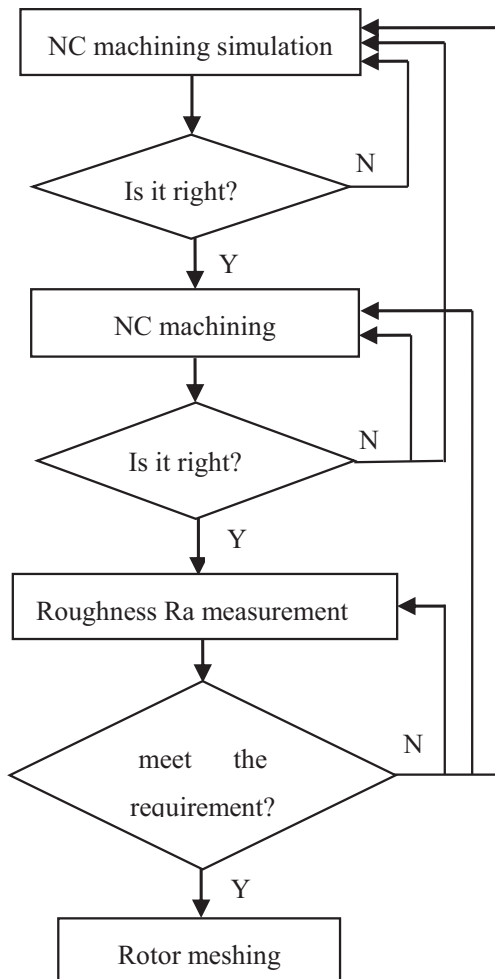 NC machining simulation
N
Is it right?
Y
NC machining
N
Is it right?
Y
Roughness Ra measurement
N
meet the
requirement?
Y
Rotor meshing